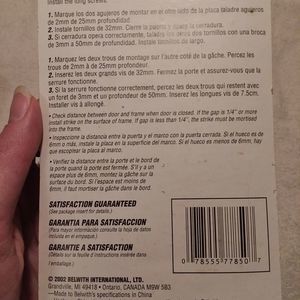 Install the long screws.
1. Marque los dos agujeros de montar en el otro lado de la placa taladre agujeros
de 2mm de 25mm profundidad.
2. Instale tornillos de 32mm. Cierre la puerta y abra la cerradura.
3. Si cerradura opera correctamente, taladre dos tornillos con una broca
de 3mm a 50mm de profundidad. Instale tornillos de largo.
1. Marquez les deux trous de montage sur l'autre coté de la gâche. Percez les
trous de 2mm à 25mm profondeur.
2. Inserez les deux grands vis de 32mm. Fermez la porte et assurez-vous que la
serrure fonctionne.
3. Si la serrure fonctionne correctement, percez les deux trous qui restent avec
un foret de 3mm et un profondeur de 50mm. Inserez les longues vis de 7.5cm.
Installer vis à allongé.
• Check distance between door and frame when door is closed. If the gap is 1/4" or more
install strike on the surface of frame. If gap is less than 1/4", the strike must be mortised
into the frame.
• Inspeccione la distancia entre la puerta y el marco con la puerta cerrada. Si el hueco es de
6mm o más, instale la placa en la superficie del marco. Si el hueco es menos de 6mm, hay
que escoplear la placa al marco.
• Vérifiez la distance entre la porte et le bord
de la porte quand la porte est fermée. S'il y a un
espace plus de 6mm, montez la gâche sur la
surface du bord. Si l'espace est moins de
6mm, il faut mortiser la gâche dans le bord.
SATISFACTION GUARANTEED
(See package insert for details.)
GARANTIA PARA SATISFACCION
(Para mayor información consulte la hoja de datos
incluída en el empaque.)
GARANTIE A SATISFACTION
(Détails sur le feuille d'instructions insérée dans
l'emballage.)
© 2002 BELWITH INTERNATIONAL, LTD.
Grandville, MI 49418 • Ontario, CANADA M9W 5B3
Made to Belwith's specifications in China
0 78555 77850 7